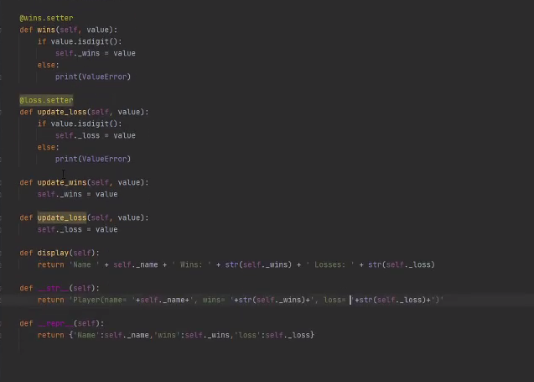 @wins.setter
def wins(self, value):
if value.isdigit():
self._wins = value
else:
print(ValueError)
@loss.setter
def update_loss(self, value):
if value.isdigit():
self._loss = value
else:
print(ValueError)
def update_wins(self, value):
self._wins = value
def update_loss(self, value):
self._loss = value
def display(self):
return 'Name ' + self._name + ' Wins: ' + str(self._wins) + ' Losses: ' + str(self._loss)
def __str__(self):
return 'Player(name= '+self._name+', wins= '+str(self._wins)+', loss= '+str(self._loss)+')'
def __repr__(self):
return {'Name':self._name,'wins':self._wins,'loss':self._loss}